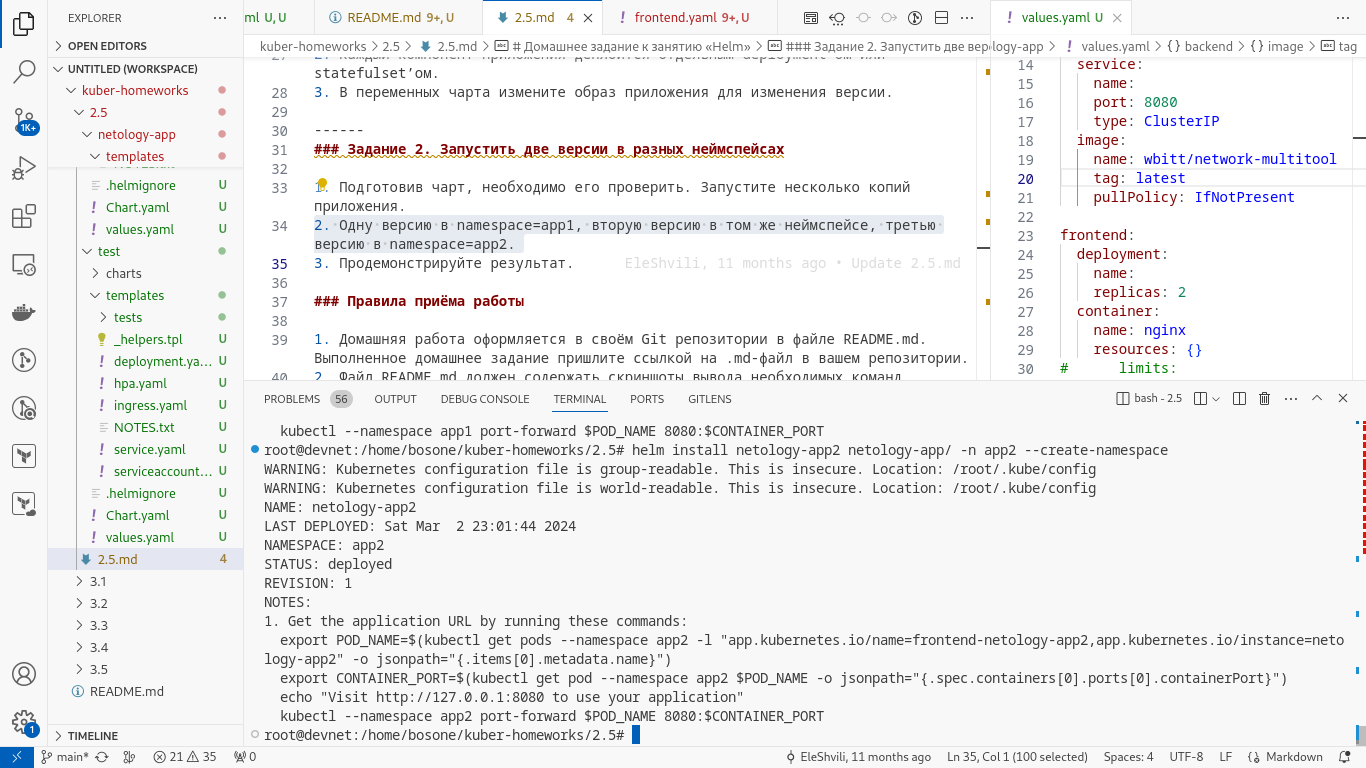 EXPLORER
OPEN EDITORS
UNTITLED (WORKSPACE)
kuber-homeworks
2.5
netology-app
templates
.helmignore U
Chart.yaml U
values.yaml U
test
charts
templates
tests
_helpers.tpl U
deployment.ya... U
hpa.yaml U
ingress.yaml U
NOTES.txt U
service.yaml U
serviceaccount... U
.helmignore U
Chart.yaml U
values.yaml U
2.5.md 4
3.1
3.2
3.3
3.4
3.5
README.md
TIMELINE
1K+
1
ml U, U
README.md 9+, U
2.5.md 4
frontend.yaml 9+, U
values.yaml U
kuber-homeworks > 2.5 > 2.5.md > # Домашнее задание к занятию «Helm» > ### Задание 2. Запустить две вер
ology-app > values.yaml > {} backend > {} image > tag
27 2. Каждый компонент приложения деплоится отдельным deployment’ом или
statefulset’ом.
28 3. В переменных чарта измените образ приложения для изменения версии.
29
30 ------
31 ### Задание 2. Запустить две версии в разных неймспейсах
32
33 1. Подготовив чарт, необходимо его проверить. Запустите несколько копий
приложения.
34 2. Одну версию в namespace=app1, вторую версию в том же неймспейсе, третью
версию в namespace=app2.
35 3. Продемонстрируйте результат. EleShvili, 11 months ago • Update 2.5.md
36
37 ### Правила приёма работы
38
39 1. Домашняя работа оформляется в своём Git репозитории в файле README.md.
Выполненное домашнее задание пришлите ссылкой на .md-файл в вашем репозитории.
40 2. Файл README.md должен содержать скриншоты вывода необходимых команд
14 service:
15 name:
16 port: 8080
17 type: ClusterIP
18 image:
19 name: wbitt/network-multitool
20 tag: latest
21 pullPolicy: IfNotPresent
22
23 frontend:
24 deployment:
25 name:
26 replicas: 2
27 container:
28 name: nginx
29 resources: {}
30 # limits:
PROBLEMS 56 OUTPUT DEBUG CONSOLE TERMINAL PORTS GITLENS
bash - 2.5
kubectl --namespace app1 port-forward $POD_NAME 8080:$CONTAINER_PORT
root@devnet:/home/bosone/kuber-homeworks/2.5# helm install netology-app2 netology-app/ -n app2 --create-namespace
WARNING: Kubernetes configuration file is group-readable. This is insecure. Location: /root/.kube/config
WARNING: Kubernetes configuration file is world-readable. This is insecure. Location: /root/.kube/config
NAME: netology-app2
LAST DEPLOYED: Sat Mar  2 23:01:44 2024
NAMESPACE: app2
STATUS: deployed
REVISION: 1
NOTES:
1. Get the application URL by running these commands:
export POD_NAME=$(kubectl get pods --namespace app2 -l "app.kubernetes.io/name=frontend-netology-app2,app.kubernetes.io/instance=neto
logy-app2" -o jsonpath="{.items[0].metadata.name}")
export CONTAINER_PORT=$(kubectl get pod --namespace app2 $POD_NAME -o jsonpath="{.spec.containers[0].ports[0].containerPort}")
echo "Visit http://127.0.0.1:8080 to use your application"
kubectl --namespace app2 port-forward $POD_NAME 8080:$CONTAINER_PORT
root@devnet:/home/bosone/kuber-homeworks/2.5#
main* 21 35 0 EleShvili, 11 months ago Ln 35, Col 1 (100 selected) Spaces: 4 UTF-8 LF {} Markdown